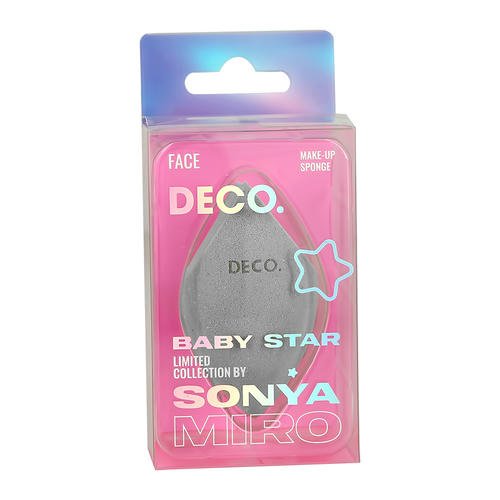 FACE
MAKE-UP
SPONGE
DECO.
DECO.
BABY STAR
LIMITED
COLLECTION BY
SONYA
MIRO